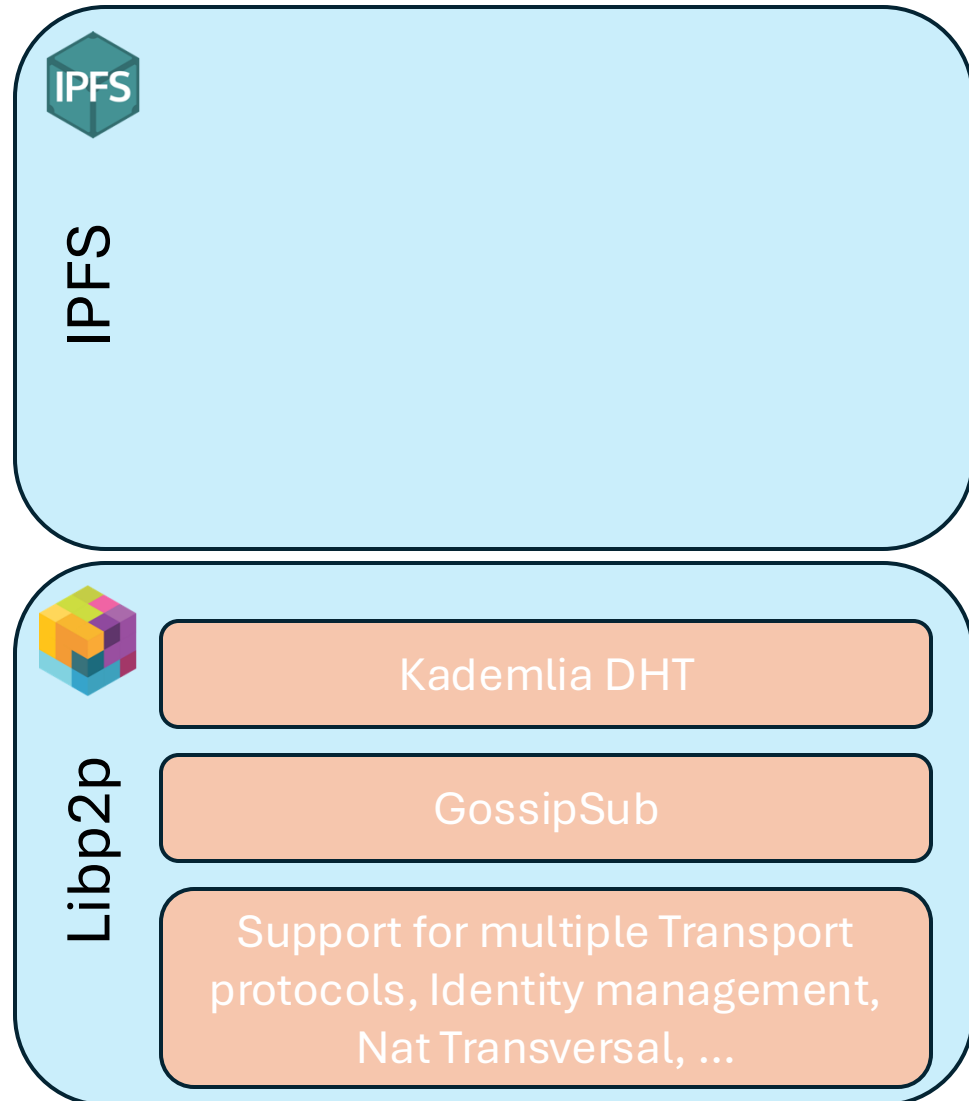 IPFS
IPFS
Libp2p
Kademlia DHT
GossipSub
Support for multiple Transport
protocols, Identity management,
Nat Transversal, ...